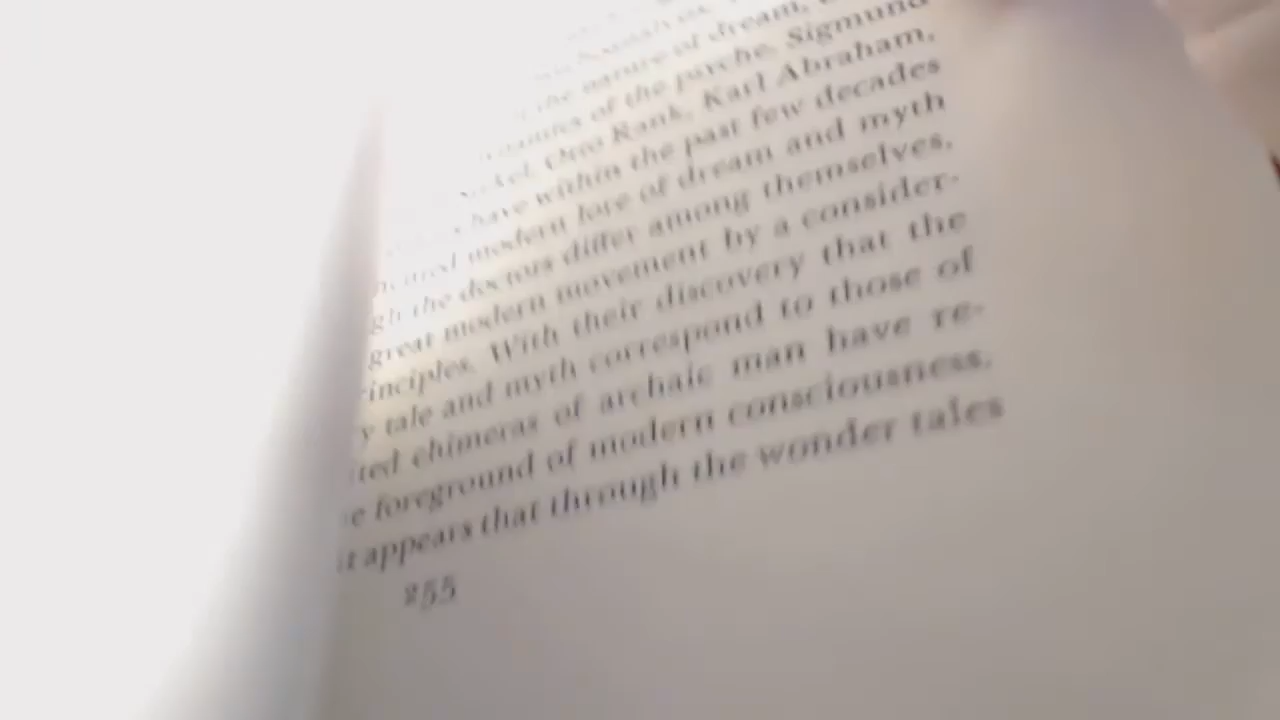 the nature of dream,
of the psyche. Sigmund
Otto Rank, Karl Abraham,
have within the past few decades
modern lore of dream and myth
the doctors differ among themselves,
great modern movement by a consider-
inciples. With their discovery that the
y tale and myth correspond to those of
ted chimeras of archaic man have re-
e foreground of modern consciousness.
it appears that through the wonder tales
255